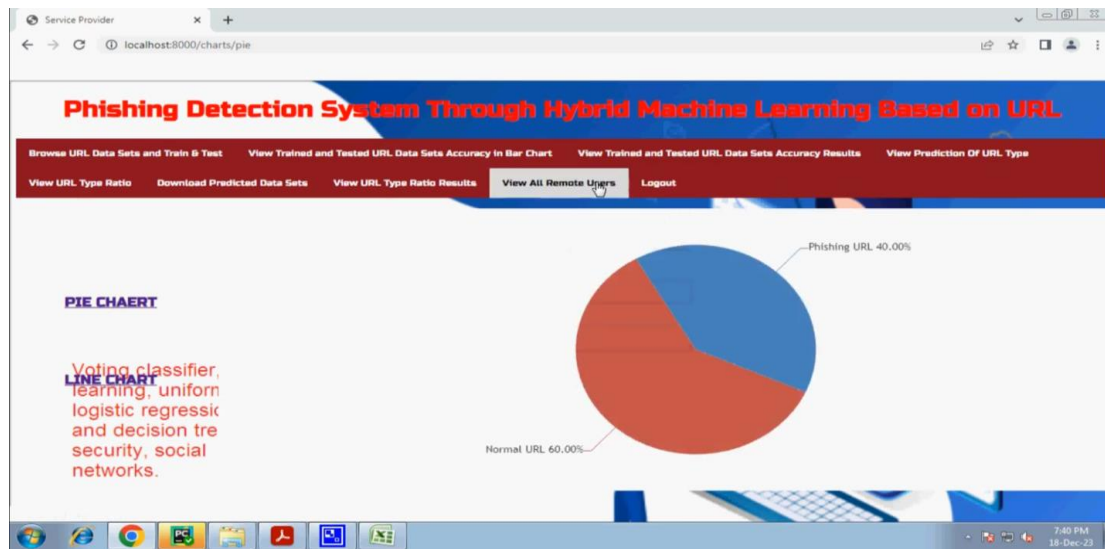 Service Provider
localhost:8000/charts/pie
Phishing Detection System Through Hybrid Machine Learning Based on URL
Browse URL Data Sets and Train & Test View Trained and Tested URL Data Sets Accuracy in Bar Chart View Trained and Tested URL Data Sets Accuracy Results View Prediction Of URL Type
View URL Type Ratio Download Predicted Data Sets View URL Type Ratio Results View All Remote Users Logout
Phishing URL 40.00%
PIE CHAERT
Voting classifier,
LINE CHART
learning, uniform
logistic regressic
and decision tre
security, social
networks.
Normal URL 60.00%
7:40 PM
18-Dec-23